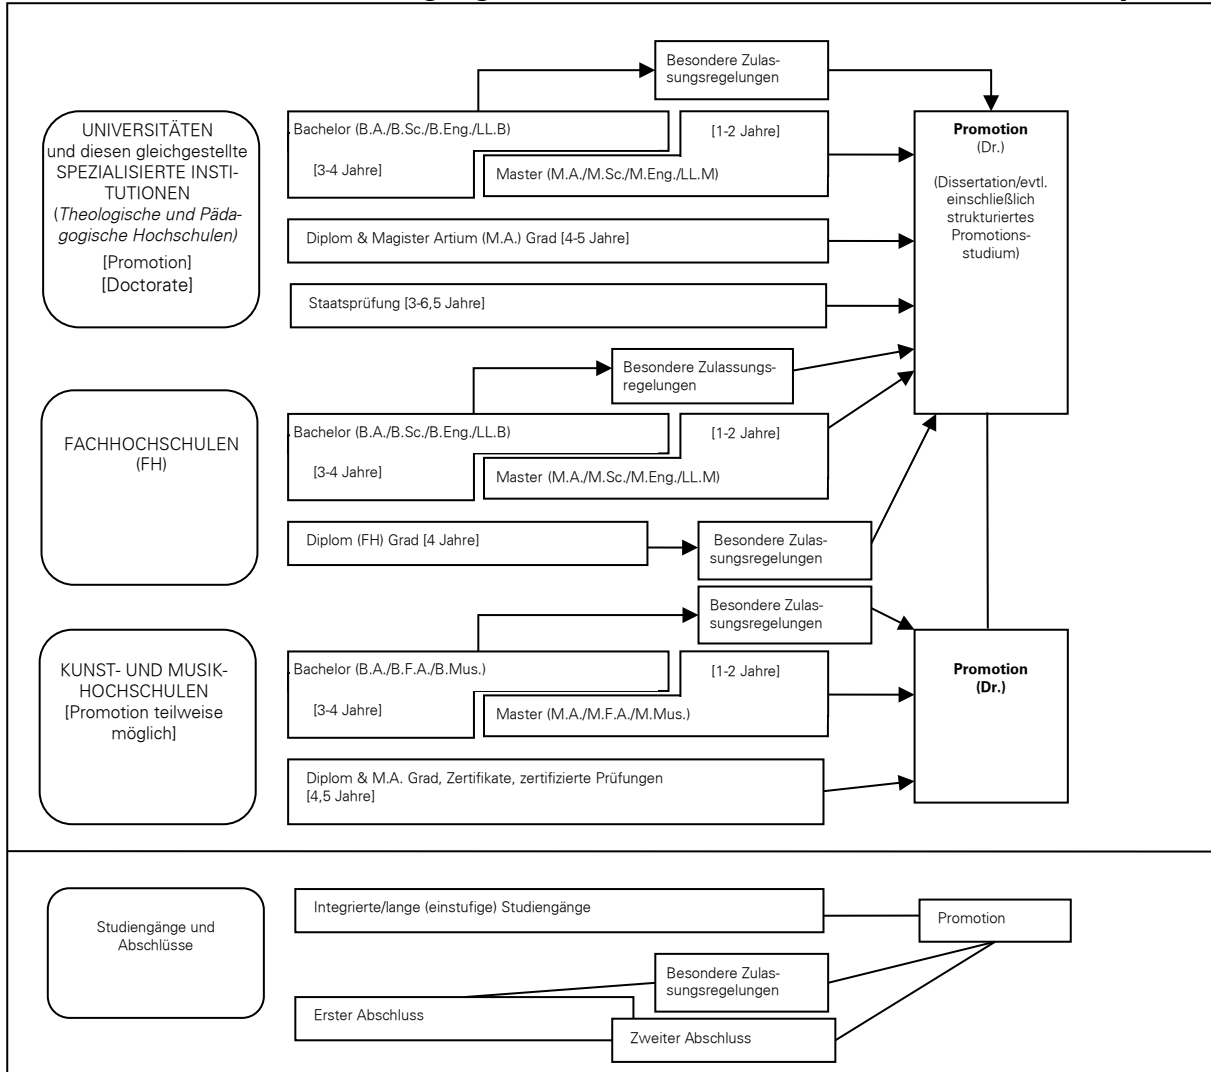 Besondere Zulas-
sungsregelungen
UNIVERSITÄTEN
und diesen gleichgestellte
SPEZIALISIERTE INSTI-
TUTIONEN
(Theologische und Päda-
gogische Hochschulen)
[Promotion]
[Doctorate]
Bachelor (B.A./B.Sc./B.Eng./LL.B)
[3-4 Jahre]
[1-2 Jahre]
Master (M.A./M.Sc./M.Eng./LL.M)
Promotion
(Dr.)
(Dissertation/evtl.
einschließlich
strukturiertes
Promotions-
studium)
Diplom & Magister Artium (M.A.) Grad [4-5 Jahre]
Staatsprüfung [3-6,5 Jahre]
Besondere Zulassungs-
regelungen
FACHHOCHSCHULEN
(FH)
Bachelor (B.A./B.Sc./B.Eng./LL.B)
[3-4 Jahre]
[1-2 Jahre]
Master (M.A./M.Sc./M.Eng./LL.M)
Diplom (FH) Grad [4 Jahre]
Besondere Zulas-
sungsregelungen
Besondere Zulas-
sungsregelungen
KUNST- UND MUSIK-
HOCHSCHULEN
[Promotion teilweise
möglich]
Bachelor (B.A./B.F.A./B.Mus.)
[3-4 Jahre]
[1-2 Jahre]
Master (M.A./M.F.A./M.Mus.)
Promotion
(Dr.)
Diplom & M.A. Grad, Zertifikate, zertifizierte Prüfungen
[4,5 Jahre]
Studiengänge und
Abschlüsse
Integrierte/lange (einstufige) Studiengänge
Promotion
Besondere Zulas-
sungsregelungen
Erster Abschluss
Zweiter Abschluss